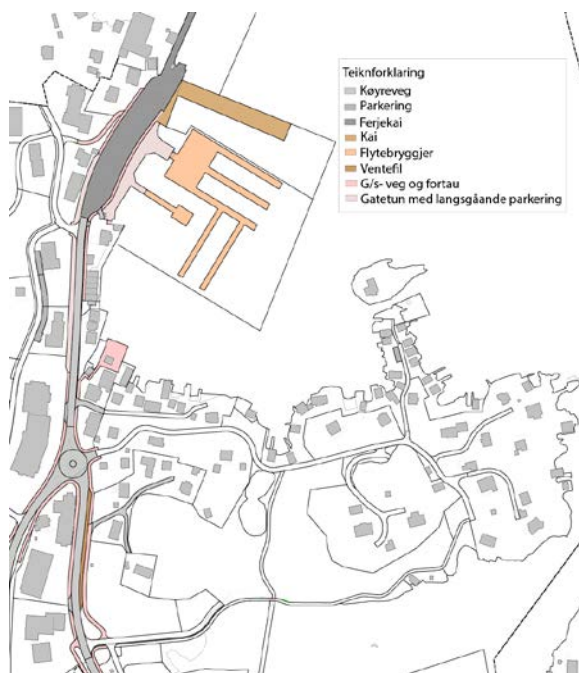 Teiknforklaring
Køyreveg
Parkering
Ferjekai
Kai
Flytebryggjer
Ventefil
G/s- veg og fortau
Gatetun med langsgåande parkering